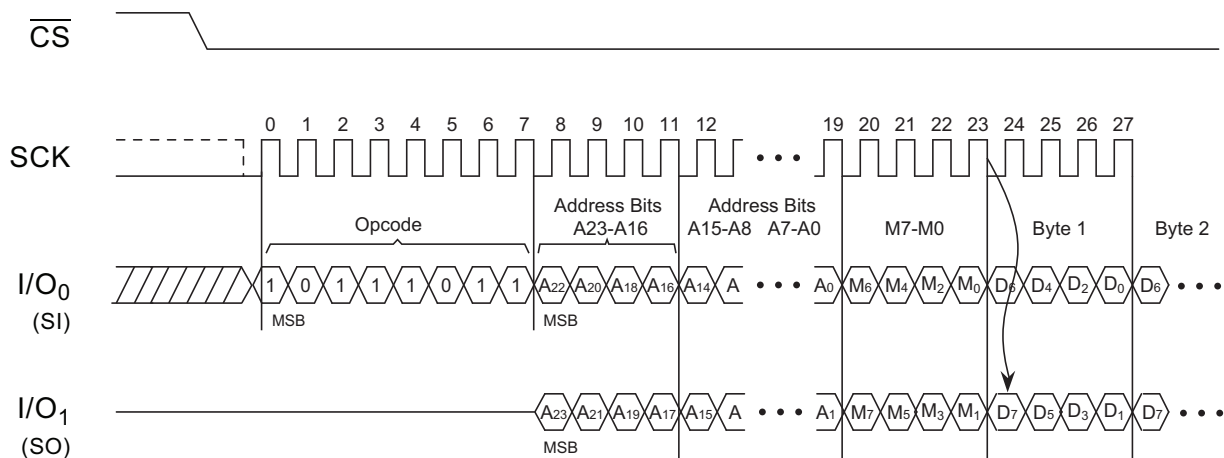 CS
0 1 2 3 4 5 6 7 8 9 10 11 12 19 20 21 22 23 24 25 26 27
SCK
Opcode
Address Bits
A23-A16
Address Bits
A15-A8 A7-A0
M7-M0
Byte 1
Byte 2
I/O0
(SI)
1 0 1 1 1 0 1 1 A22 A20 A18 A16 A14 A A0 M6 M4 M2 M0 D6 D4 D2 D0 D6
MSB
MSB
I/O1
(SO)
A23 A21 A19 A17 A15 A A1 M7 M5 M3 M1 D7 D5 D3 D1 D7
MSB